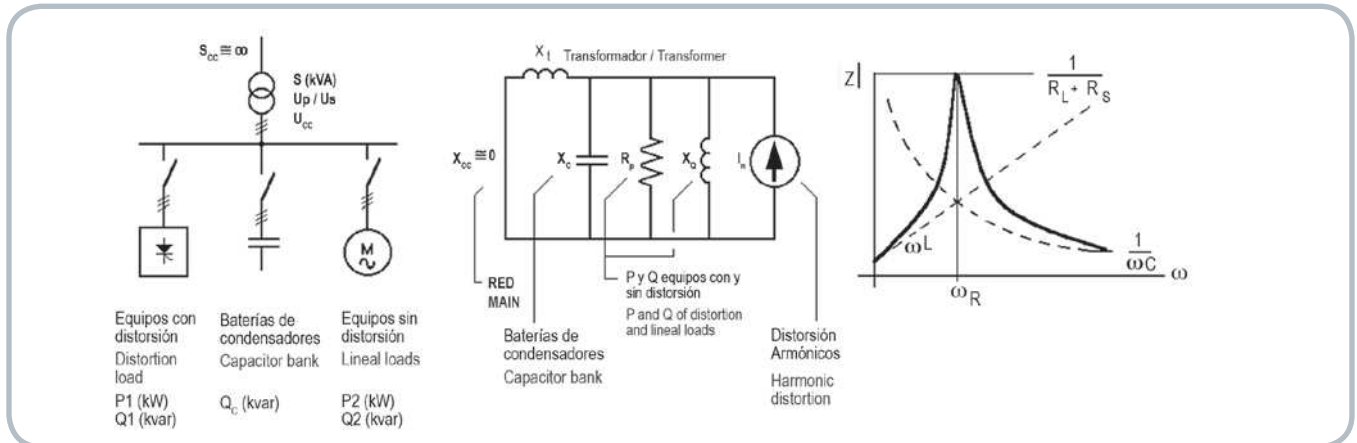 S_cc ≅ ∞
S (kVA)
Up / Us
U_cc
M
Equipos con
distorsión
Distortion
load
P1 (kW)
Q1 (kvar)
Baterías de
condensadores
Capacitor bank
Q_C (kvar)
Equipos sin
distorsión
Lineal loads
P2 (kW)
Q2 (kvar)
X_t Transformador / Transformer
X_cc ≅ 0
X_C
R_p
X_Q
I_n
RED
MAIN
P y Q equipos con y
sin distorsión
P and Q of distortion
and lineal loads
Baterías de
condensadores
Capacitor bank
Distorsión
Armónicos
Harmonic
distortion
Z|
1
R_L + R_S
ωL
1
ωC
ω
ω_R